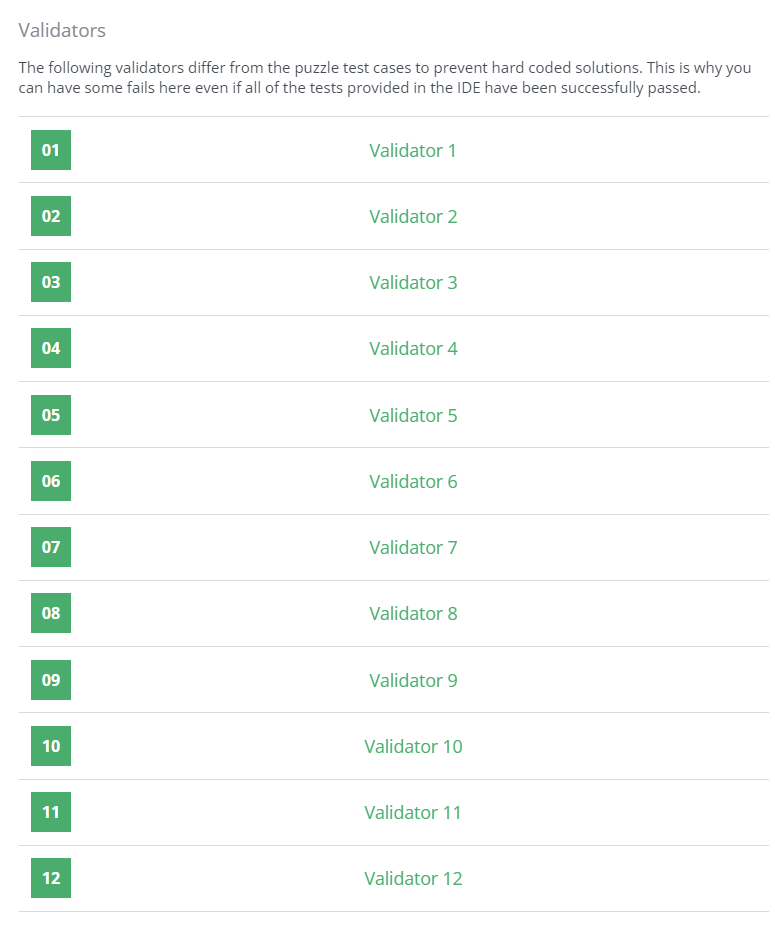 Validators
The following validators differ from the puzzle test cases to prevent hard coded solutions. This is why you
can have some fails here even if all of the tests provided in the IDE have been successfully passed.
01 Validator 1
02 Validator 2
03 Validator 3
04 Validator 4
05 Validator 5
06 Validator 6
07 Validator 7
08 Validator 8
09 Validator 9
10 Validator 10
11 Validator 11
12 Validator 12